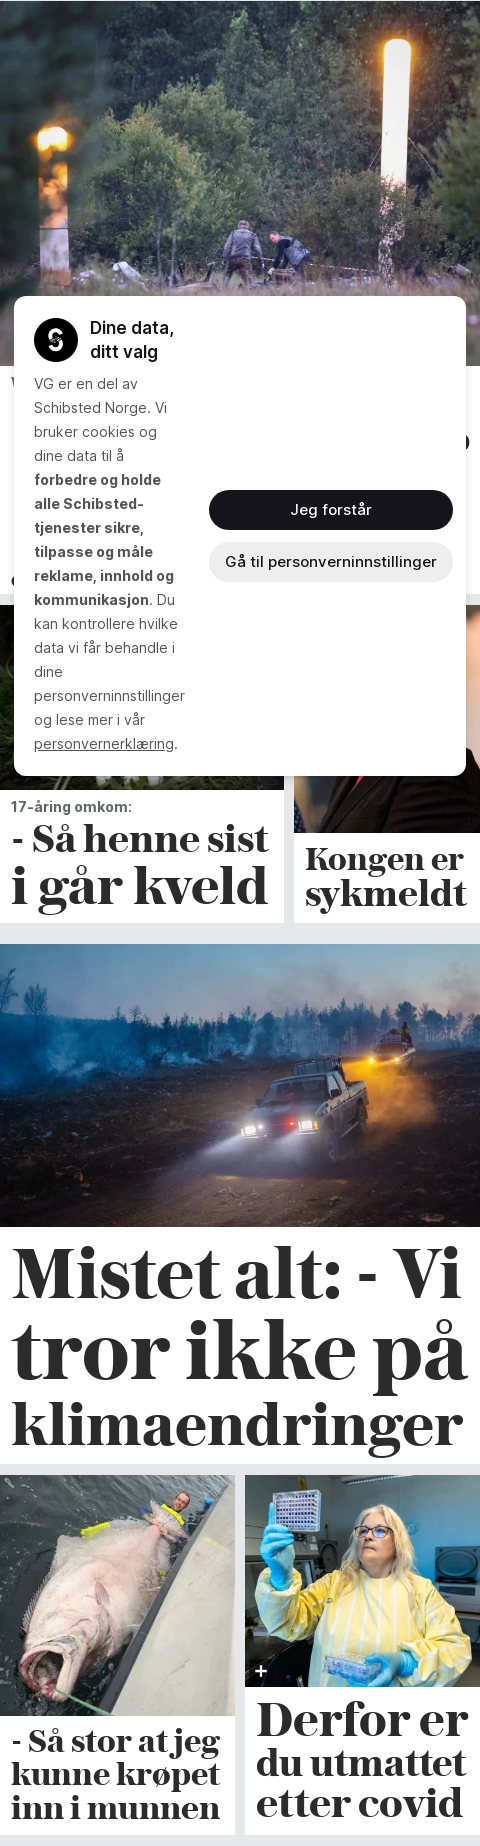 Dine data,
ditt valg
VG er en del av
Schibsted Norge. Vi
bruker cookies og
dine data til å
forbedre og holde
alle Schibsted-
tjenester sikre,
tilpasse og måle
reklame, innhold og
kommunikasjon. Du
kan kontrollere hvilke
data vi får behandle i
dine
personverninnstillinger
og lese mer i vår
personvernerklæring.
Jeg forstår
Gå til personverninnstillinger
17-åring omkom:
- Så henne sist
i går kveld
Kongen er
sykmeldt
Mistet alt: - Vi
tror ikke på
klimaendringer
- Så stor at jeg
kunne krøpet
inn i munnen
Derfor er
du utmattet
etter covid